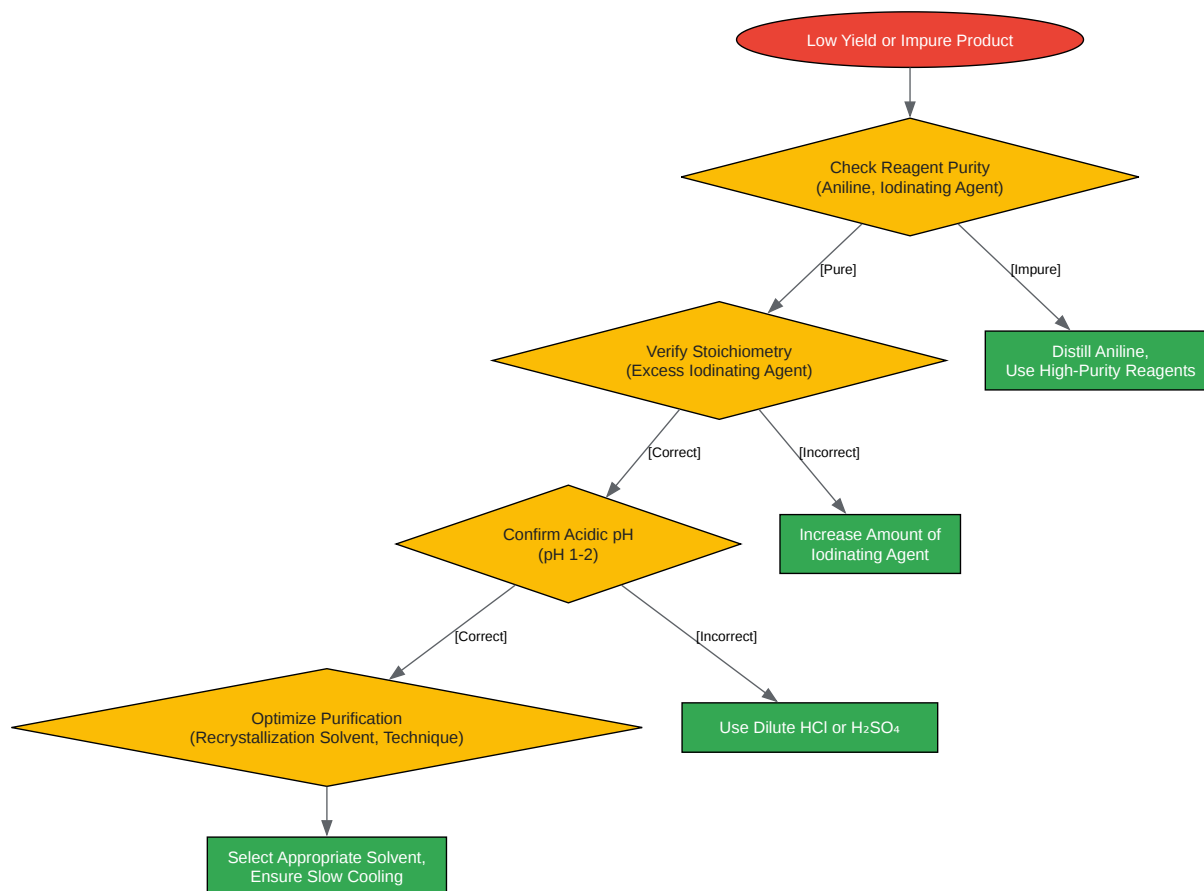 Low Yield or Impure Product
Check Reagent Purity
(Aniline, Iodinating Agent)
[Pure]
[Impure]
Verify Stoichiometry
(Excess Iodinating Agent)
Distill Aniline,
Use High-Purity Reagents
[Correct]
[Incorrect]
Confirm Acidic pH
(pH 1-2)
Increase Amount of
Iodinating Agent
[Correct]
[Incorrect]
Optimize Purification
(Recrystallization Solvent, Technique)
Use Dilute HCl or H₂SO₄
Select Appropriate Solvent,
Ensure Slow Cooling